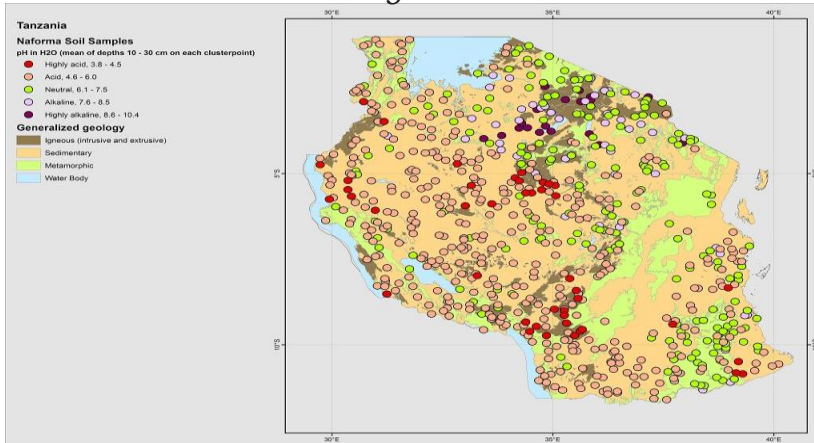 Tanzania
Naforma Soil Samples
pH in H2O (mean of depths 10 - 30 cm on each clusterpoint)
Highly acid, 3.8 - 4.5
Acid, 4.6 - 6.0
Neutral, 6.1 - 7.5
Alkaline, 7.6 - 8.5
Highly alkaline, 8.6 - 10.4
Generalized geology
Igneous (intrusive and extrusive)
Sedimentary
Metamorphic
Water Body
30°E 35°E 40°E
5°S
10°S
30°E 35°E 40°E